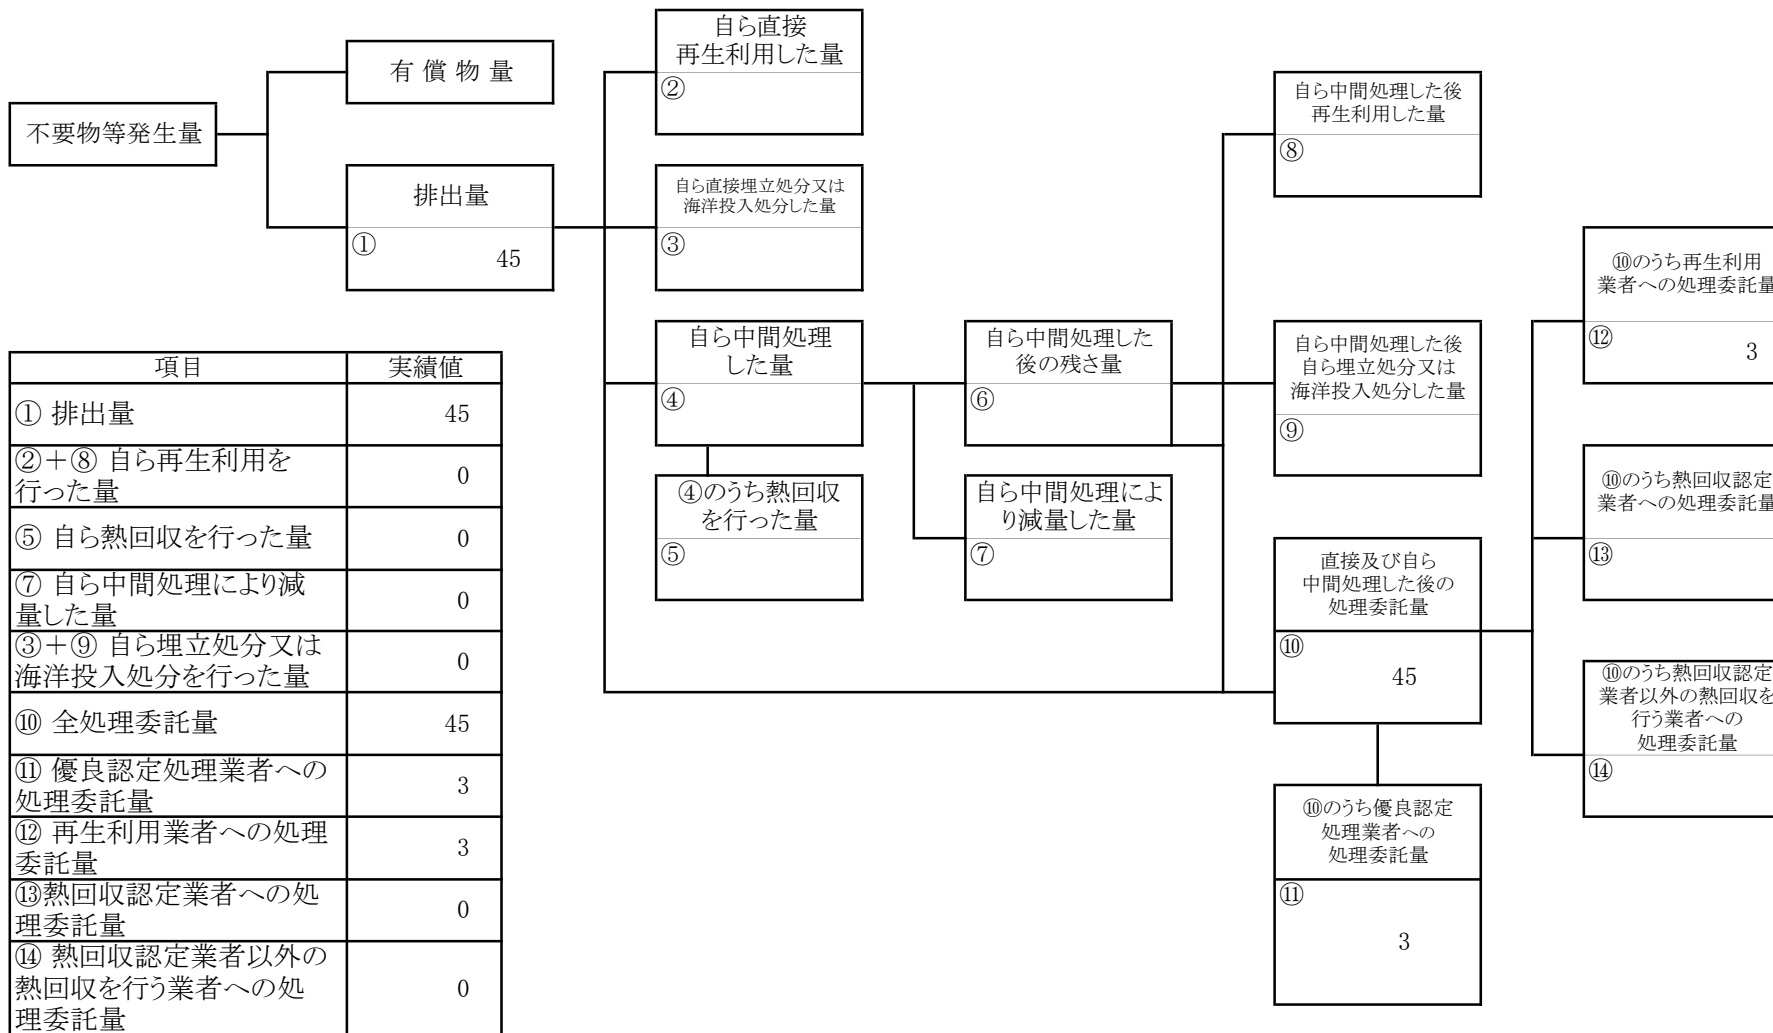 不要物等発生量
有 償 物 量
排出量
①
45
自ら直接
再生利用した量
②
自ら直接埋立処分又は
海洋投入処分した量
③
自ら中間処理
した量
④
④のうち熱回収
を行った量
⑤
自ら中間処理した
後の残さ量
⑥
自ら中間処理によ
り減量した量
⑦
自ら中間処理した後
再生利用した量
⑧
自ら中間処理した後
自ら埋立処分又は
海洋投入処分した量
⑨
直接及び自ら
中間処理した後の
処理委託量
⑩
45
⑩のうち優良認定
処理業者への
処理委託量
⑪
3
⑩のうち再生利用
業者への処理委託量
⑫
3
⑩のうち熱回収認定
業者への処理委託量
⑬
⑩のうち熱回収認定
業者以外の熱回収を
行う業者への
処理委託量
⑭
項目 実績値
① 排出量 45
②＋⑧ 自ら再生利用を
行った量 0
⑤ 自ら熱回収を行った量 0
⑦ 自ら中間処理により減
量した量 0
③＋⑨ 自ら埋立処分又は
海洋投入処分を行った量 0
⑩ 全処理委託量 45
⑪ 優良認定処理業者への
処理委託量 3
⑫ 再生利用業者への処理
委託量 3
⑬熱回収認定業者への処
理委託量 0
⑭ 熱回収認定業者以外の
熱回収を行う業者への処
理委託量 0